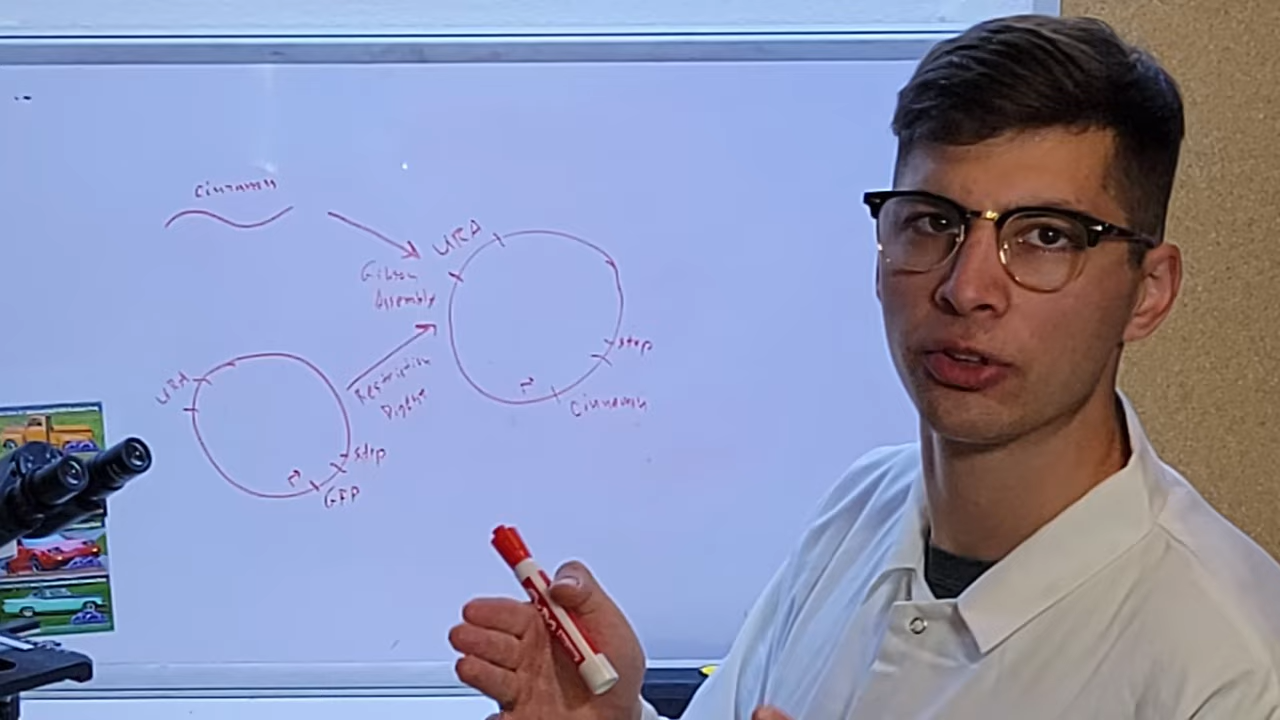 Cinnamon
URA
Gibson
Assembly
stop
Cinnamon
URA
Restriction
Digest
stop
GFP